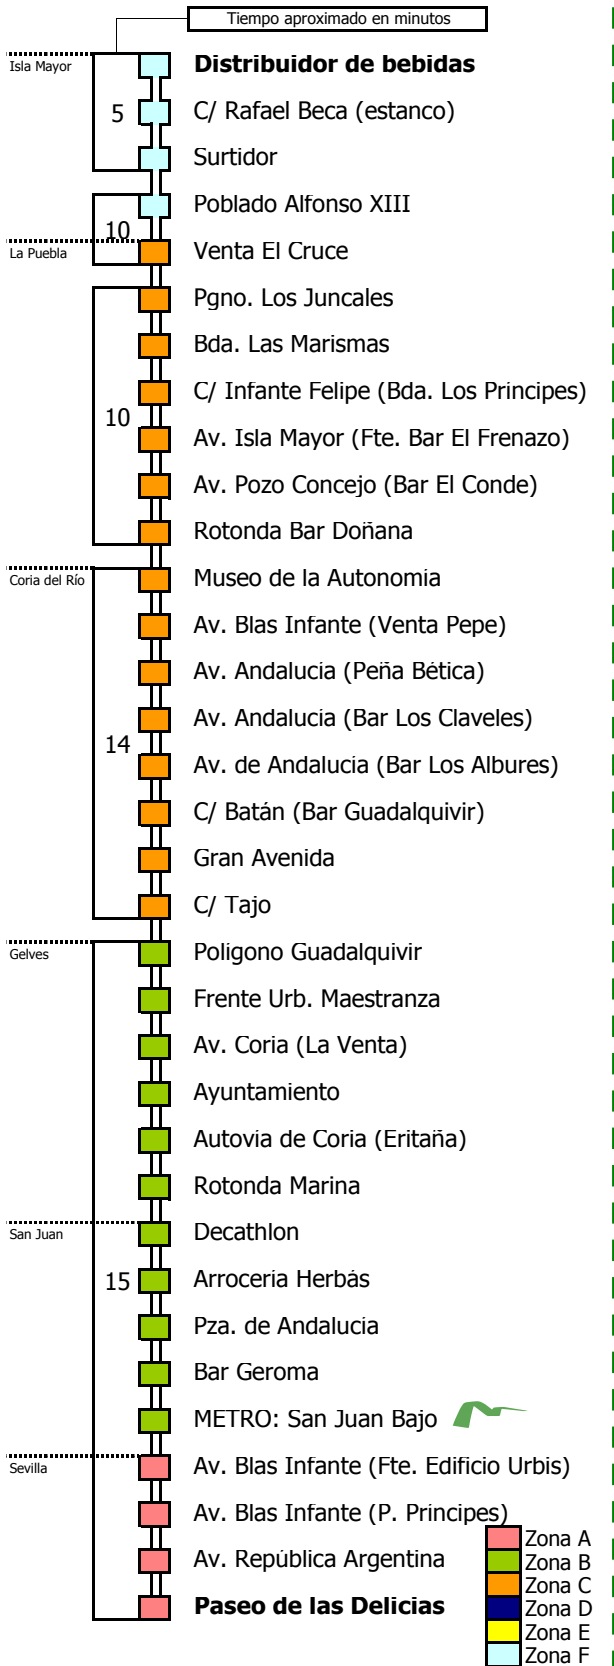 Tiempo aproximado en minutos
Isla Mayor
Distribuidor de bebidas
5
C/ Rafael Beca (estanco)
Surtidor
Poblado Alfonso XIII
10
La Puebla
Venta El Cruce
Pgno. Los Juncales
Bda. Las Marismas
C/ Infante Felipe (Bda. Los Principes)
10
Av. Isla Mayor (Fte. Bar El Frenazo)
Av. Pozo Concejo (Bar El Conde)
Rotonda Bar Doñana
Coria del Río
Museo de la Autonomia
Av. Blas Infante (Venta Pepe)
Av. Andalucia (Peña Bética)
Av. Andalucia (Bar Los Claveles)
14
Av. de Andalucia (Bar Los Albures)
C/ Batán (Bar Guadalquivir)
Gran Avenida
C/ Tajo
Gelves
Poligono Guadalquivir
Frente Urb. Maestranza
Av. Coria (La Venta)
Ayuntamiento
Autovia de Coria (Eritaña)
Rotonda Marina
San Juan
Decathlon
15
Arroceria Herbás
Pza. de Andalucia
Bar Geroma
METRO: San Juan Bajo
Sevilla
Av. Blas Infante (Fte. Edificio Urbis)
Av. Blas Infante (P. Principes)
Av. República Argentina
Paseo de las Delicias
Zona A
Zona B
Zona C
Zona D
Zona E
Zona F